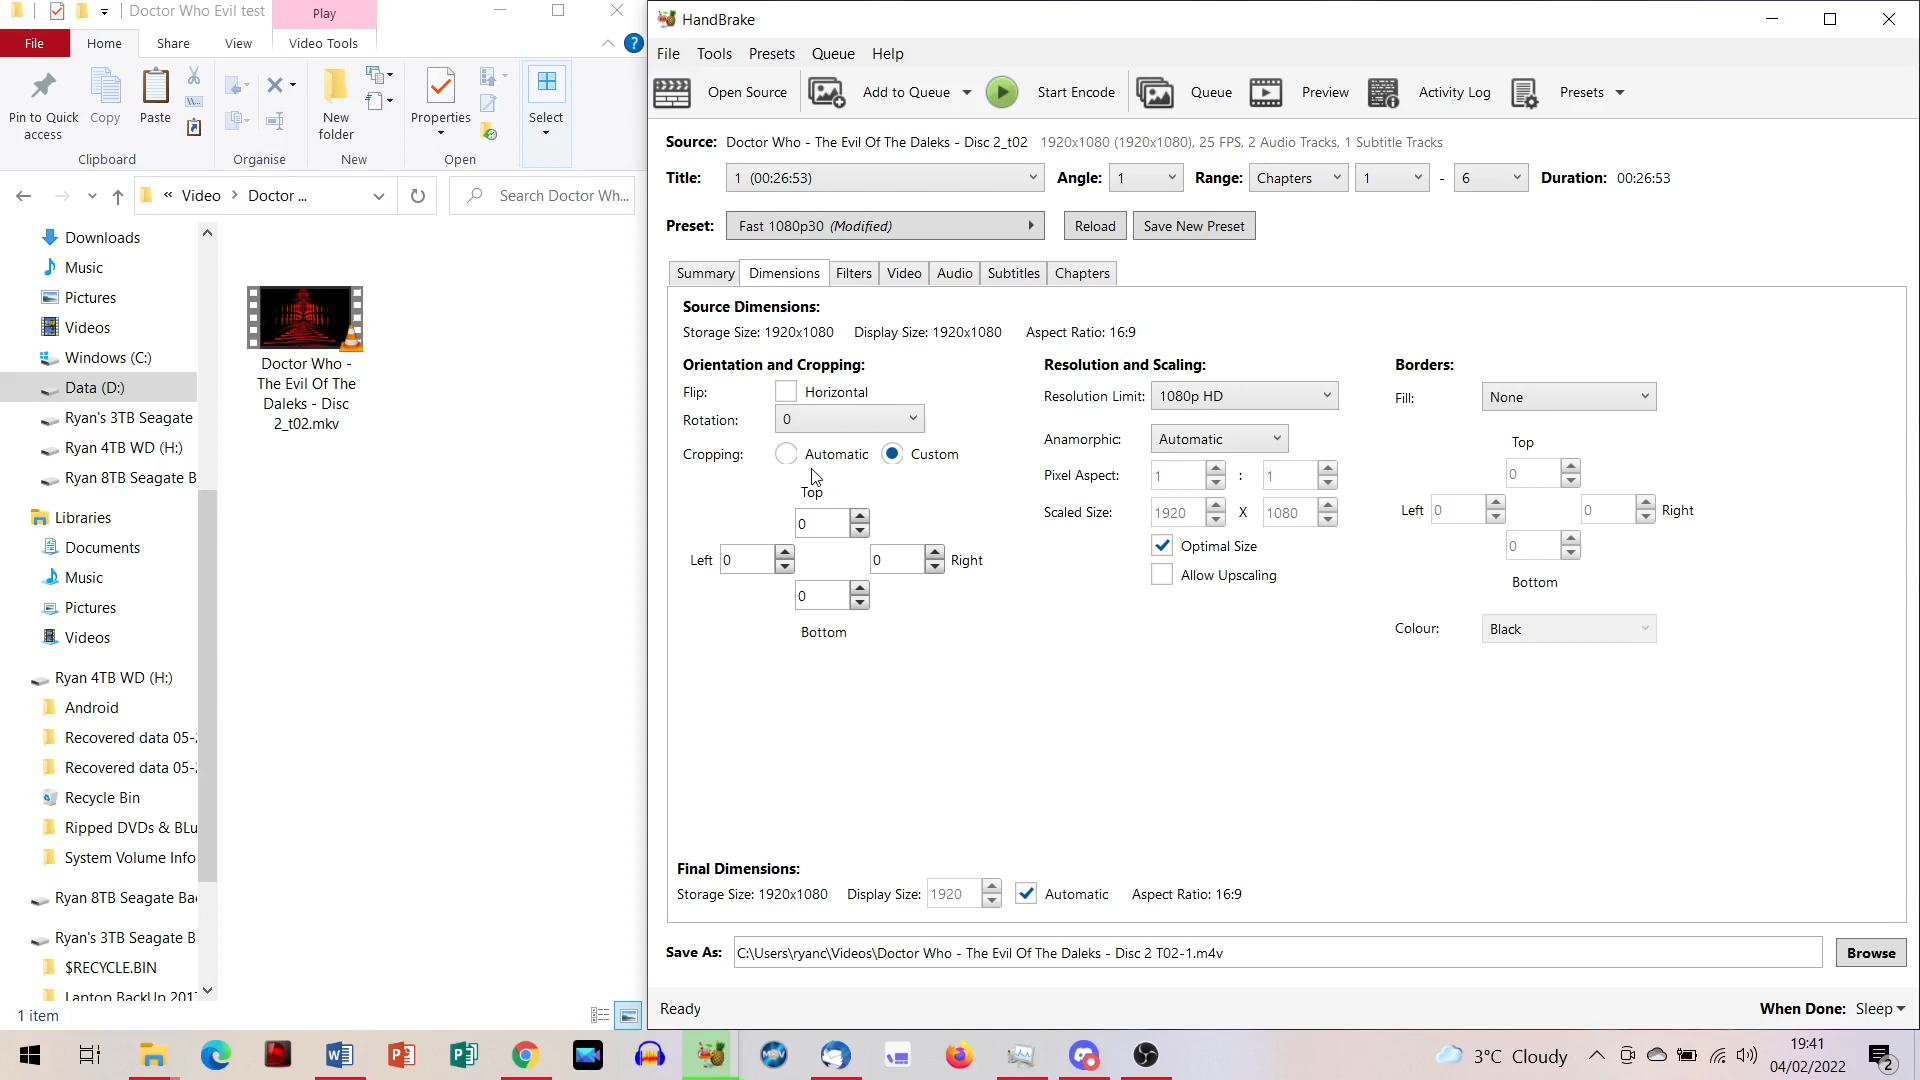 Doctor Who Evil test
Play
File
Home
Share
View
Video Tools
Pin to Quick
access
Copy
Paste
New
folder
Properties
Select
Clipboard
Organise
New
Open
« Video > Doctor ...
Search Doctor Wh...
Downloads
Music
Pictures
Videos
Windows (C:)
Data (D:)
Ryan's 3TB Seagate
Ryan 4TB WD (H:)
Ryan 8TB Seagate B
Libraries
Documents
Music
Pictures
Videos
Ryan 4TB WD (H:)
Android
Recovered data 05-
Recovered data 05-
Recycle Bin
Ripped DVDs & BLu
System Volume Info
Ryan 8TB Seagate Ba
Ryan's 3TB Seagate B
$RECYCLE.BIN
Laptop BackUp 201
Doctor Who -
The Evil Of The
Daleks - Disc
2_t02.mkv
1 item
HandBrake
File Tools Presets Queue Help
Open Source
Add to Queue
Start Encode
Queue
Preview
Activity Log
Presets
Source: Doctor Who - The Evil Of The Daleks - Disc 2_t02 1920x1080 (1920x1080), 25 FPS, 2 Audio Tracks, 1 Subtitle Tracks
Title: 1 (00:26:53) Angle: 1 Range: Chapters 1 - 6 Duration: 00:26:53
Preset: Fast 1080p30 (Modified) Reload Save New Preset
Summary Dimensions Filters Video Audio Subtitles Chapters
Source Dimensions:
Storage Size: 1920x1080 Display Size: 1920x1080 Aspect Ratio: 16:9
Orientation and Cropping:
Flip: Horizontal
Rotation: 0
Cropping: Automatic Custom
Top
0
Left 0 0 Right
0
Bottom
Resolution and Scaling:
Resolution Limit: 1080p HD
Anamorphic: Automatic
Pixel Aspect: 1 : 1
Scaled Size: 1920 X 1080
Optimal Size
Allow Upscaling
Borders:
Fill: None
Top
0
Left 0 0 Right
0
Bottom
Colour: Black
Final Dimensions:
Storage Size: 1920x1080 Display Size: 1920 Automatic Aspect Ratio: 16:9
Save As: C:\Users\ryanc\Videos\Doctor Who - The Evil Of The Daleks - Disc 2 T02-1.m4v Browse
Ready
When Done: Sleep
3°C Cloudy
19:41
04/02/2022
2